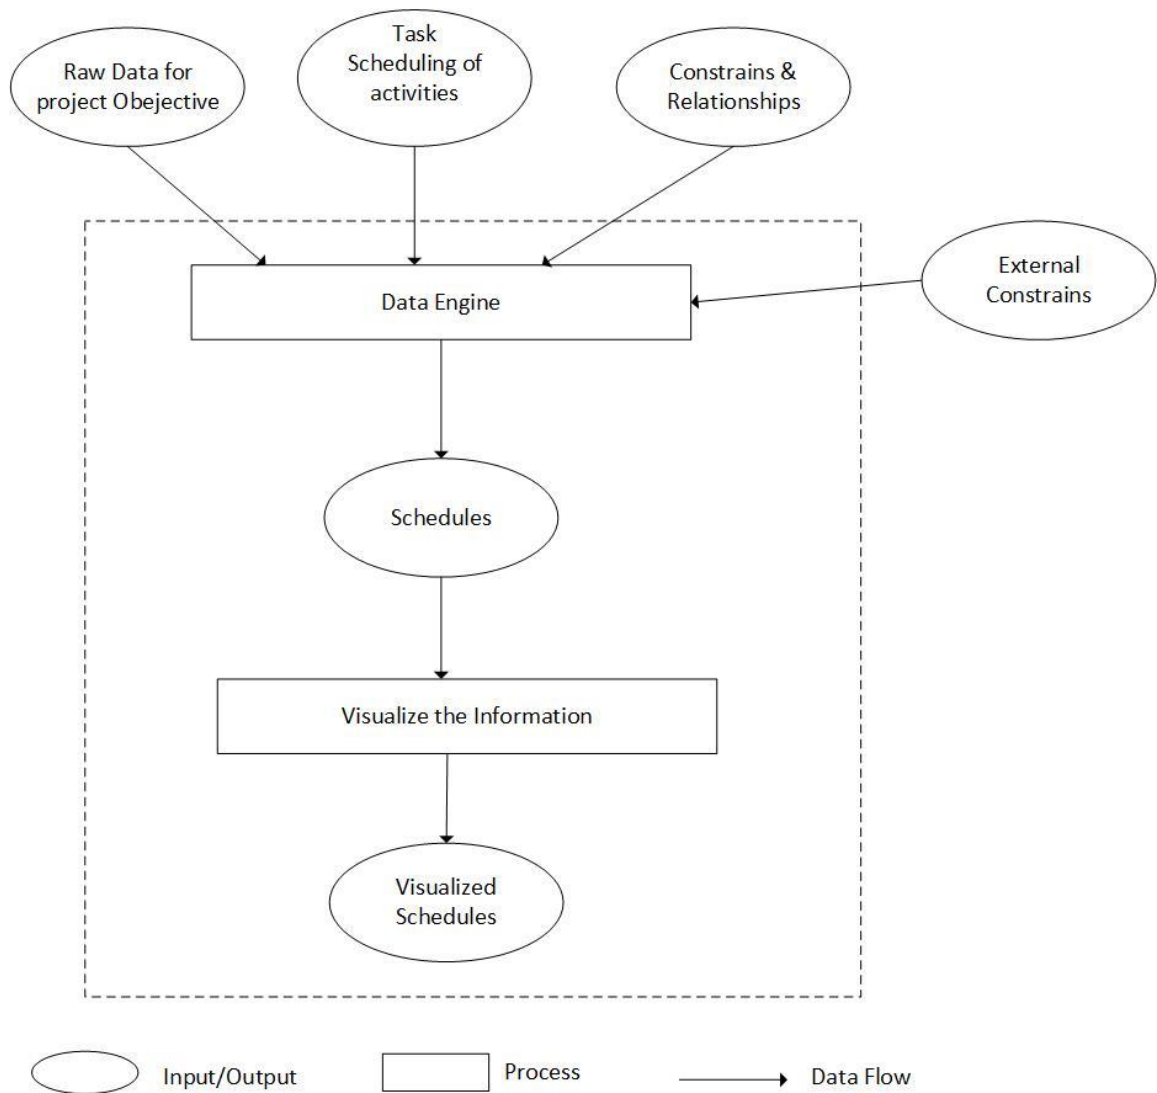 Raw Data for
project Obejective
Task
Scheduling of
activities
Constrains &
Relationships
External
Constrains
Data Engine
Schedules
Visualize the Information
Visualized
Schedules
Input/Output
Process
Data Flow